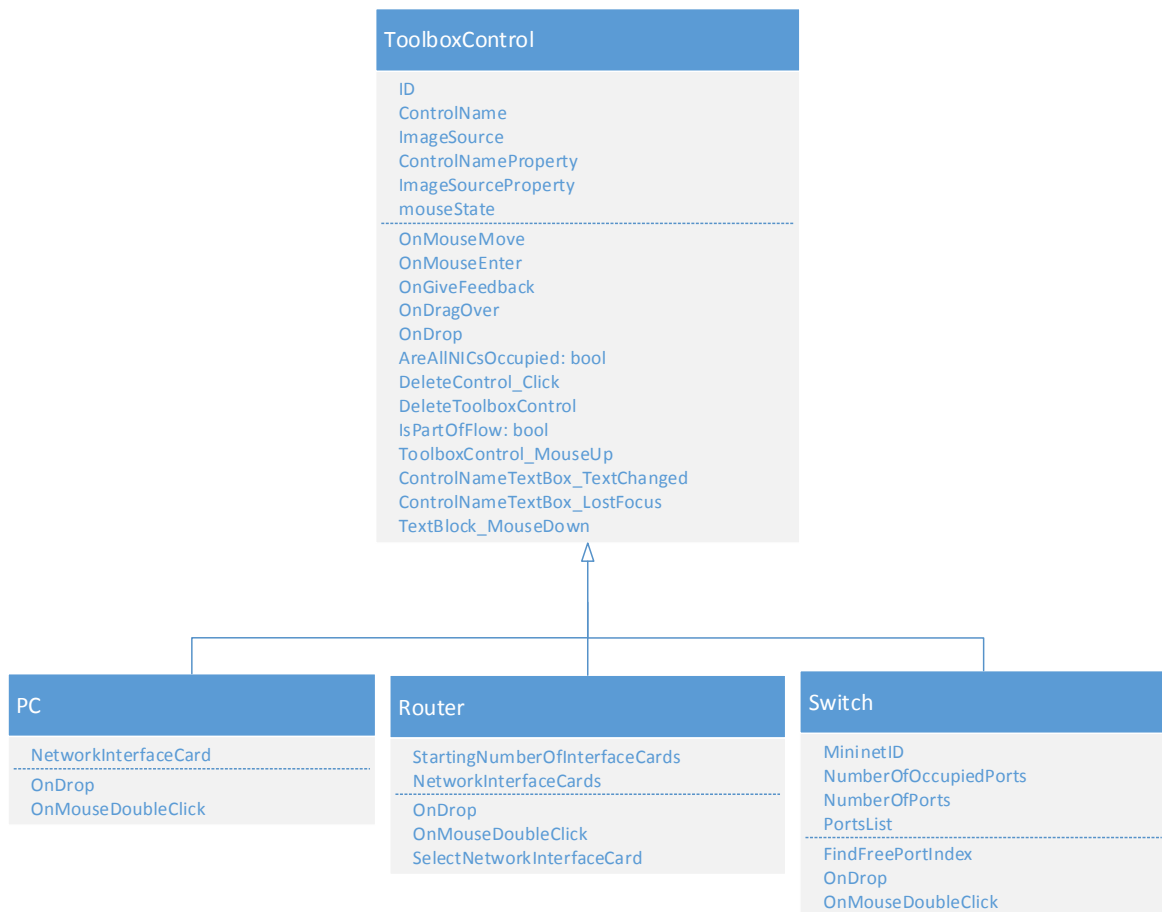 ToolboxControl
ID
ControlName
ImageSource
ControlNameProperty
ImageSourceProperty
mouseState
OnMouseMove
OnMouseEnter
OnGiveFeedback
OnDragOver
OnDrop
AreAllNICsOccupied: bool
DeleteControl_Click
DeleteToolboxControl
IsPartOfFlow: bool
ToolboxControl_MouseUp
ControlNameTextBox_TextChanged
ControlNameTextBox_LostFocus
TextBlock_MouseDown
PC
NetworkInterfaceCard
OnDrop
OnMouseDoubleClick
Router
StartingNumberOfInterfaceCards
NetworkInterfaceCards
OnDrop
OnMouseDoubleClick
SelectNetworkInterfaceCard
Switch
MininetID
NumberOfOccupiedPorts
NumberOfPorts
PortsList
FindFreePortIndex
OnDrop
OnMouseDoubleClick